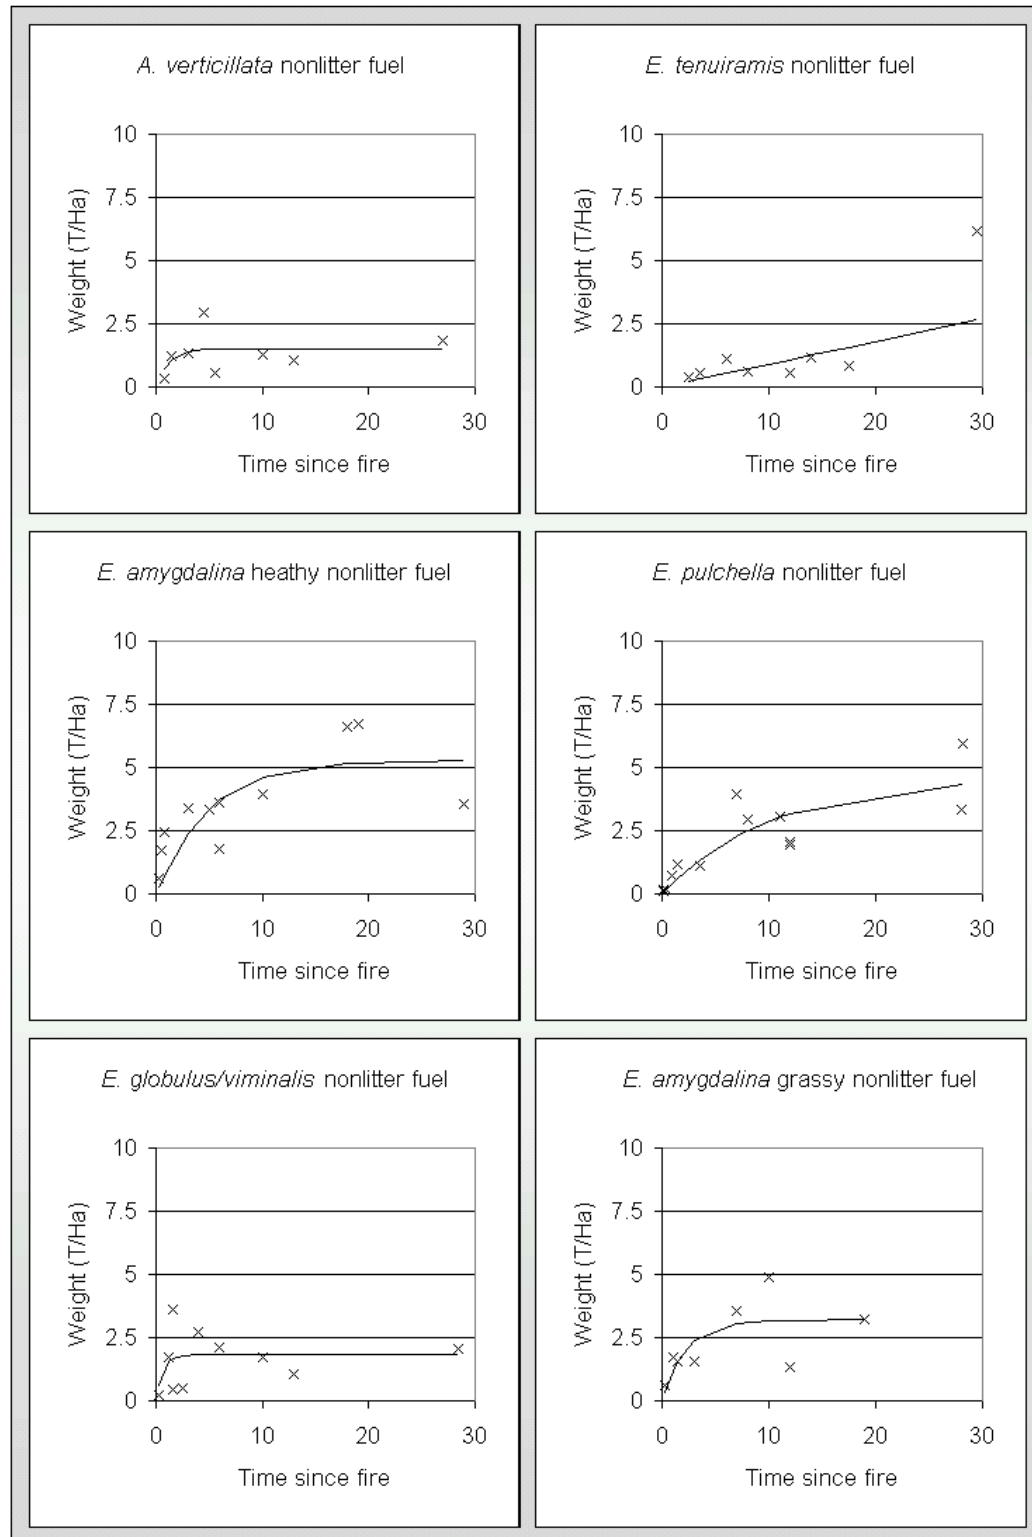 A. verticillata nonlitter fuel
10
7.5
5
2.5
0
Weight (T/Ha)
0 10 20 30
Time since fire
E. tenuiramis nonlitter fuel
10
7.5
5
2.5
0
Weight (T/Ha)
0 10 20 30
Time since fire
E. amygdalina heathy nonlitter fuel
10
7.5
5
2.5
0
Weight (T/Ha)
0 10 20 30
Time since fire
E. pulchella nonlitter fuel
10
7.5
5
2.5
0
Weight (T/Ha)
0 10 20 30
Time since fire
E. globulus/viminalis nonlitter fuel
10
7.5
5
2.5
0
Weight (T/Ha)
0 10 20 30
Time since fire
E. amygdalina grassy nonlitter fuel
10
7.5
5
2.5
0
Weight (T/Ha)
0 10 20 30
Time since fire